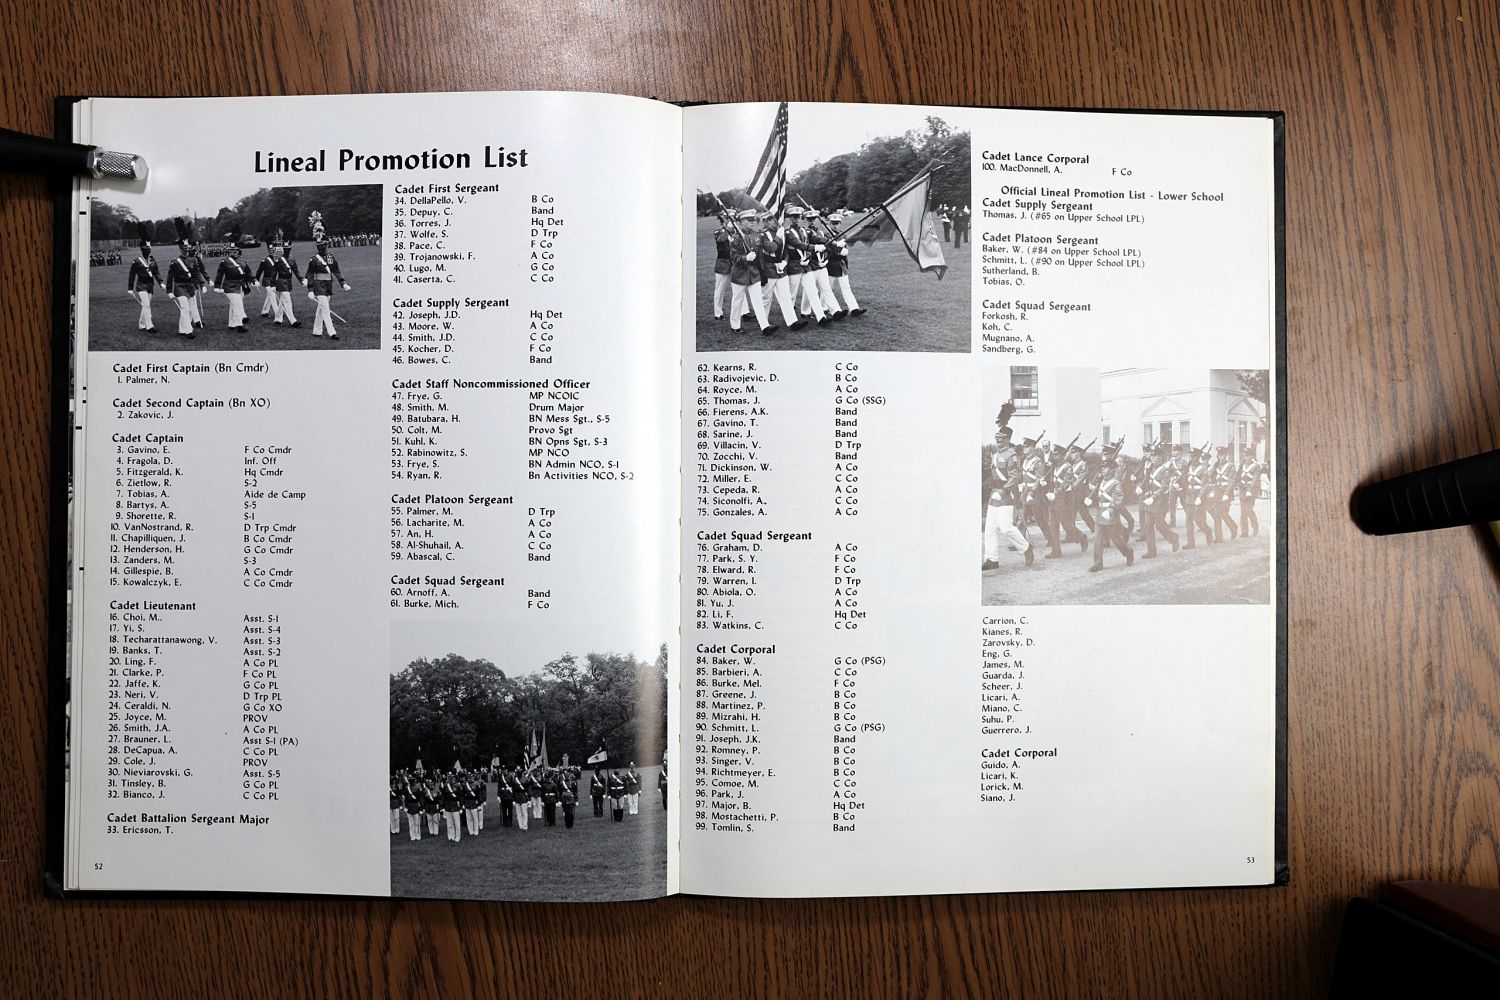 Lineal Promotion List
Cadet First Captain (Bn Cmdr)
1. Palmer, N.
Cadet Second Captain (Bn XO)
2. Zakovic, J.
Cadet Captain
3. Gavino, E. F Co Cmdr
4. Fragola, D. Inf. Off
5. Fitzgerald, K. Hq Cmdr
6. Zietlow, R. S-2
7. Tobias, A. Aide de Camp
8. Bartys, A. S-5
9. Shorette, R. S-1
10. VanNostrand, R. D Trp Cmdr
11. Chapilliquen, J. B Co Cmdr
12. Henderson, H. G Co Cmdr
13. Zanders, M. S-3
14. Gillespie, B. A Co Cmdr
15. Kowalczyk, E. C Co Cmdr
Cadet Lieutenant
16. Choi, M.. Asst. S-1
17. Yi, S. Asst. S-4
18. Techarattanawong, V. Asst. S-3
19. Banks, T. Asst. S-2
20. Ling, F. A Co PL
21. Clarke, P. F Co PL
22. Jaffe, K. G Co PL
23. Neri, V. D Trp PL
24. Ceraldi, N. G Co XO
25. Joyce, M. PROV
26. Smith, J.A. A Co PL
27. Brauner, L. Asst S-1 (PA)
28. DeCapua, A. C Co PL
29. Cole, J. PROV
30. Nieviarovski, G. Asst. S-5
31. Tinsley, B. G Co PL
32. Bianco, J. C Co PL
Cadet Battalion Sergeant Major
33. Ericsson, T.
52
Cadet First Sergeant
34. DellaPello, V. B Co
35. Depuy, C. Band
36. Torres, J. Hq Det
37. Wolfe, S. D Trp
38. Pace, C. F Co
39. Trojanowski, F. A Co
40. Lugo, M. G Co
41. Caserta, C. C Co
Cadet Supply Sergeant
42. Joseph, J.D. Hq Det
43. Moore, W. A Co
44. Smith, J.D. C Co
45. Kocher, D. F Co
46. Bowes, C. Band
Cadet Staff Noncommissioned Officer
47. Frye, G. MP NCOIC
48. Smith, M. Drum Major
49. Batubara, H. BN Mess Sgt., S-5
50. Colt, M. Provo Sgt
51. Kuhl, K. BN Opns Sgt, S-3
52. Rabinowitz, S. MP NCO
53. Frye, S. BN Admin NCO, S-1
54. Ryan, R. Bn Activities NCO, S-2
Cadet Platoon Sergeant
55. Palmer, M. D Trp
56. Lacharite, M. A Co
57. An, H. A Co
58. Al-Shuhail, A. C Co
59. Abascal, C. Band
Cadet Squad Sergeant
60. Arnoff, A. Band
61. Burke, Mich. F Co
62. Kearns, R. C Co
63. Radivojevic, D. B Co
64. Royce, M. A Co
65. Thomas, J. G Co (SSG)
66. Fierens, A.K. Band
67. Gavino, T. Band
68. Sarine, J. Band
69. Villacin, V. D Trp
70. Zocchi, V. Band
71. Dickinson, W. A Co
72. Miller, E. C Co
73. Cepeda, R. A Co
74. Siconolfi, A. C Co
75. Gonzales, A. A Co
Cadet Squad Sergeant
76. Graham, D. A Co
77. Park, S. Y. F Co
78. Elward, R. F Co
79. Warren, I. D Trp
80. Abiola, O. A Co
81. Yu, J. A Co
82. Li, F. Hq Det
83. Watkins, C. C Co
Cadet Corporal
84. Baker, W. G Co (PSG)
85. Barbieri, A. C Co
86. Burke, Mel. F Co
87. Greene, J. B Co
88. Martinez, P. B Co
89. Mizrahi, H. B Co
90. Schmitt, L. G Co (PSG)
91. Joseph, J.K. Band
92. Romney, P. B Co
93. Singer, V. B Co
94. Richtmeyer, E. B Co
95. Comoe, M. C Co
96. Park, J. A Co
97. Major, B. Hq Det
98. Mostachetti, P. B Co
99. Tomlin, S. Band
Cadet Lance Corporal
100. MacDonnell, A. F Co
Official Lineal Promotion List - Lower School
Cadet Supply Sergeant
Thomas, J. (#65 on Upper School LPL)
Cadet Platoon Sergeant
Baker, W. (#84 on Upper School LPL)
Schmitt, L. (#90 on Upper School LPL)
Sutherland, B.
Tobias, O.
Cadet Squad Sergeant
Forkosh, R.
Koh, C.
Mugnano, A.
Sandberg, G.
Carrion, C.
Kianes, R.
Zarovsky, D.
Eng, G.
James, M.
Guarda, J.
Scheer, J.
Licari, A.
Miano, C.
Suhu, P.
Guerrero, J.
Cadet Corporal
Guido, A.
Licari, K.
Lorick, M.
Siano, J.
53